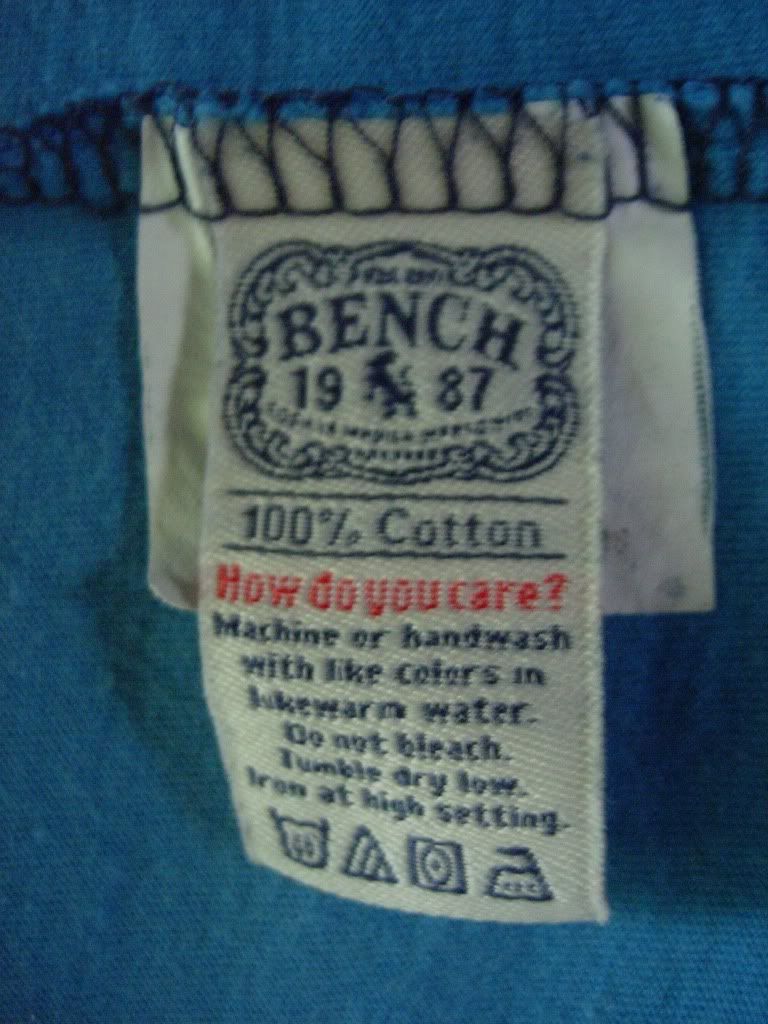 BENCH
19 87
100% Cotton
How do you care?
Machine or handwash
with like colors in
lukewarm water.
Do not bleach.
Tumble dry low.
Iron at high setting.